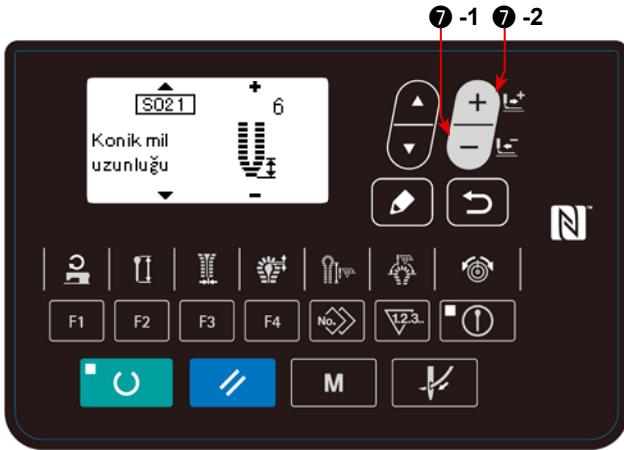 ❼ -1 ❼ -2
S021
6
Konik mil
uzunluğu
F1
F2
F3
F4
No.
1.2.3..
M